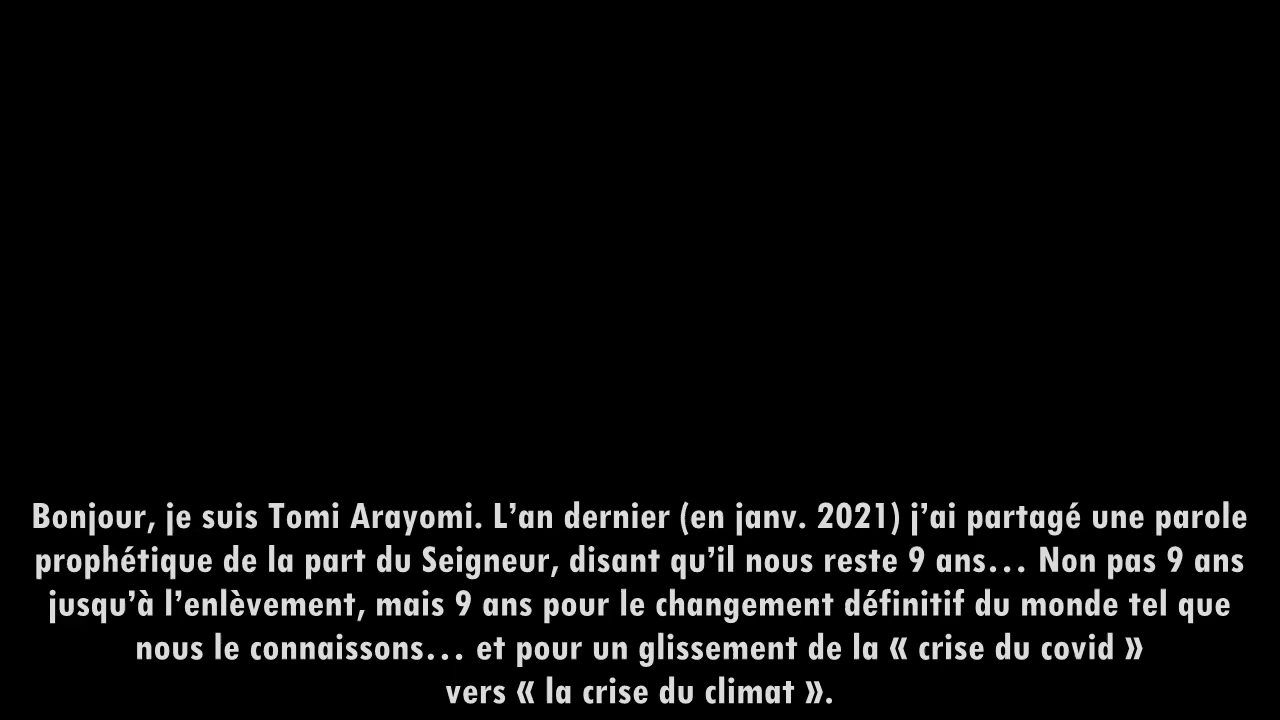 Bonjour, je suis Tomi Arayomi. L’an dernier (en janv. 2021) j’ai partagé une parole
prophétique de la part du Seigneur, disant qu’il nous reste 9 ans… Non pas 9 ans
jusqu’à l’enlèvement, mais 9 ans pour le changement définitif du monde tel que
nous le connaissons… et pour un glissement de la « crise du covid »
vers « la crise du climat ».